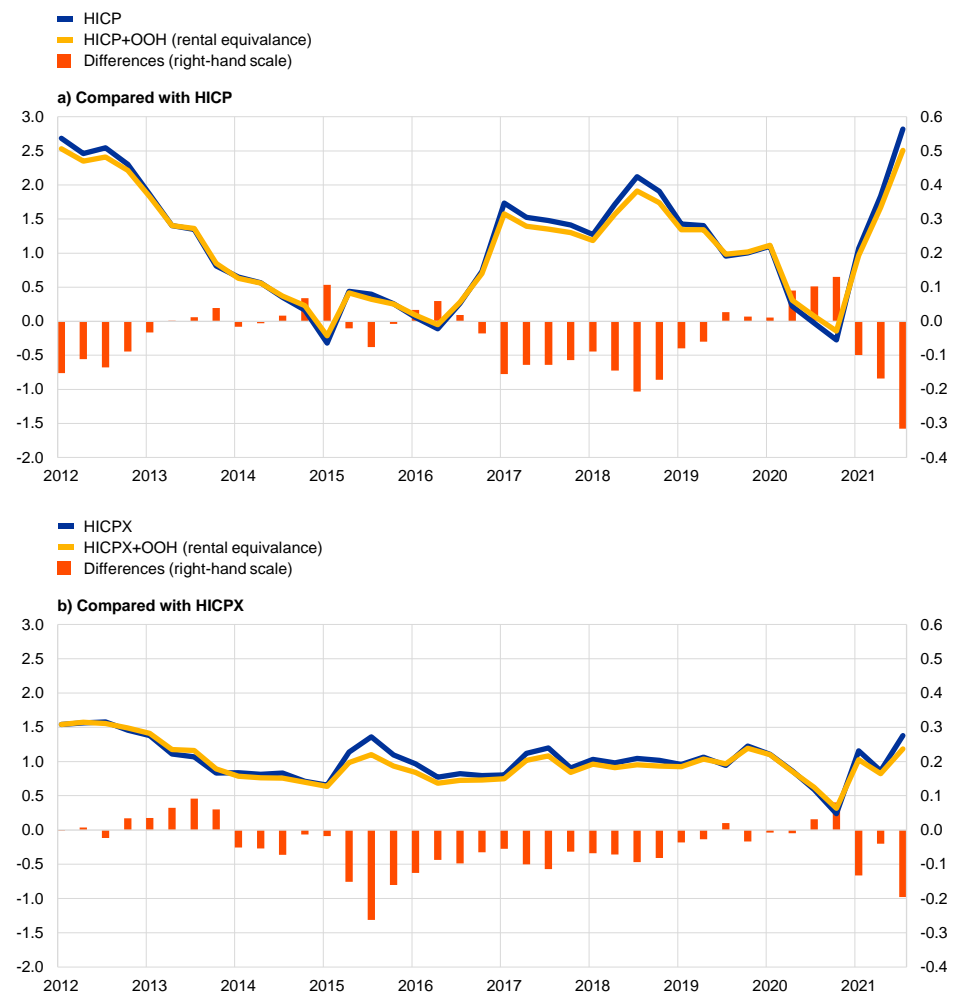 HICP
HICP+OOH (rental equivalance)
Differences (right-hand scale)
a) Compared with HICP
3.0 0.6
2.5 0.5
2.0 0.4
1.5 0.3
1.0 0.2
0.5 0.1
0.0 0.0
-0.5 -0.1
-1.0 -0.2
-1.5 -0.3
-2.0 -0.4
2012 2013 2014 2015 2016 2017 2018 2019 2020 2021
HICPX
HICPX+OOH (rental equivalance)
Differences (right-hand scale)
b) Compared with HICPX
3.0 0.6
2.5 0.5
2.0 0.4
1.5 0.3
1.0 0.2
0.5 0.1
0.0 0.0
-0.5 -0.1
-1.0 -0.2
-1.5 -0.3
-2.0 -0.4
2012 2013 2014 2015 2016 2017 2018 2019 2020 2021